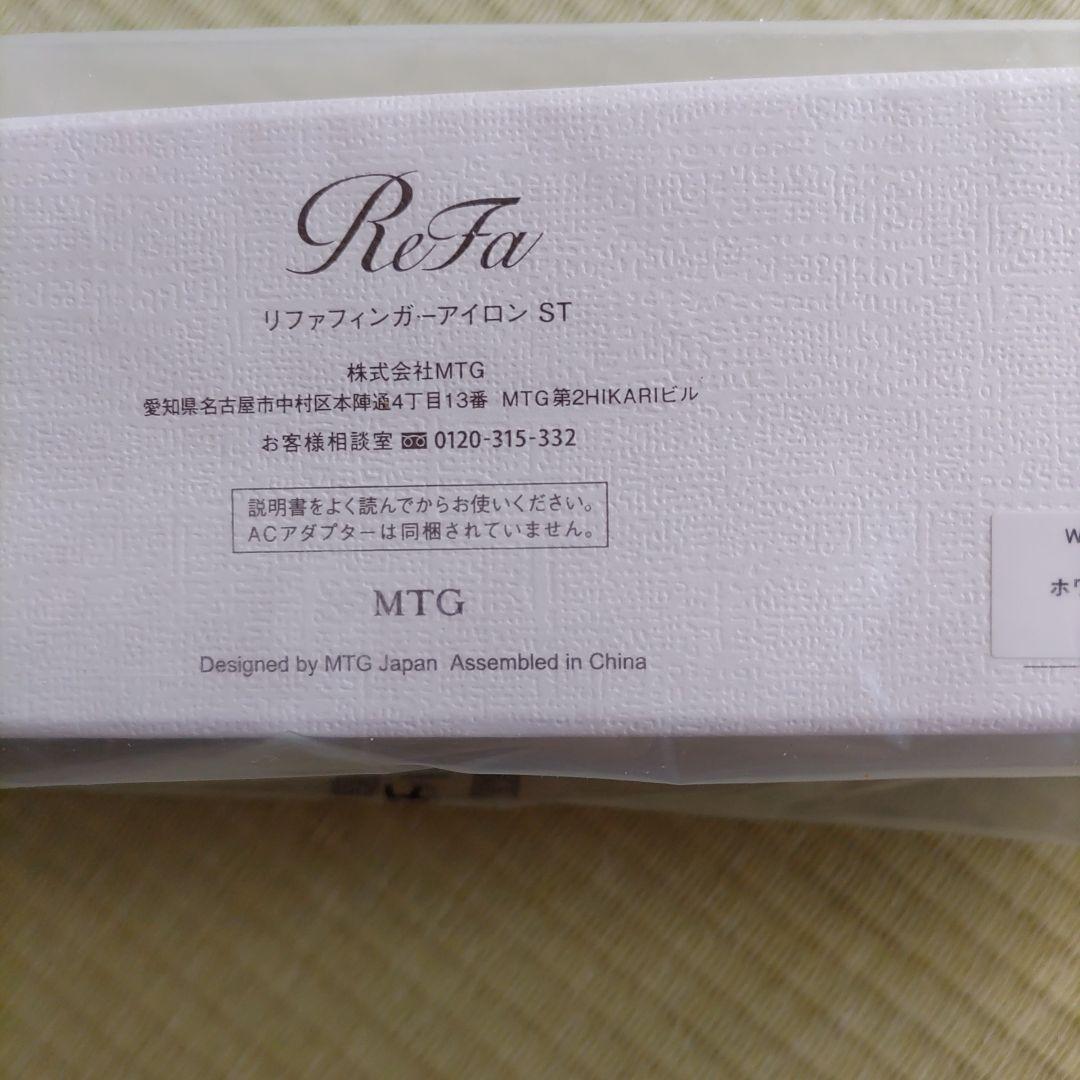 ReFa
リファフィンガーアイロン ST
株式会社MTG
愛知県名古屋市中村区本陣通4丁目13番 MTG第2HIKARIビル
お客様相談室 0120-315-332
説明書をよく読んでからお使いください。
ACアダプターは同梱されていません。
MTG
Designed by MTG Japan Assembled in China
W
ホワ